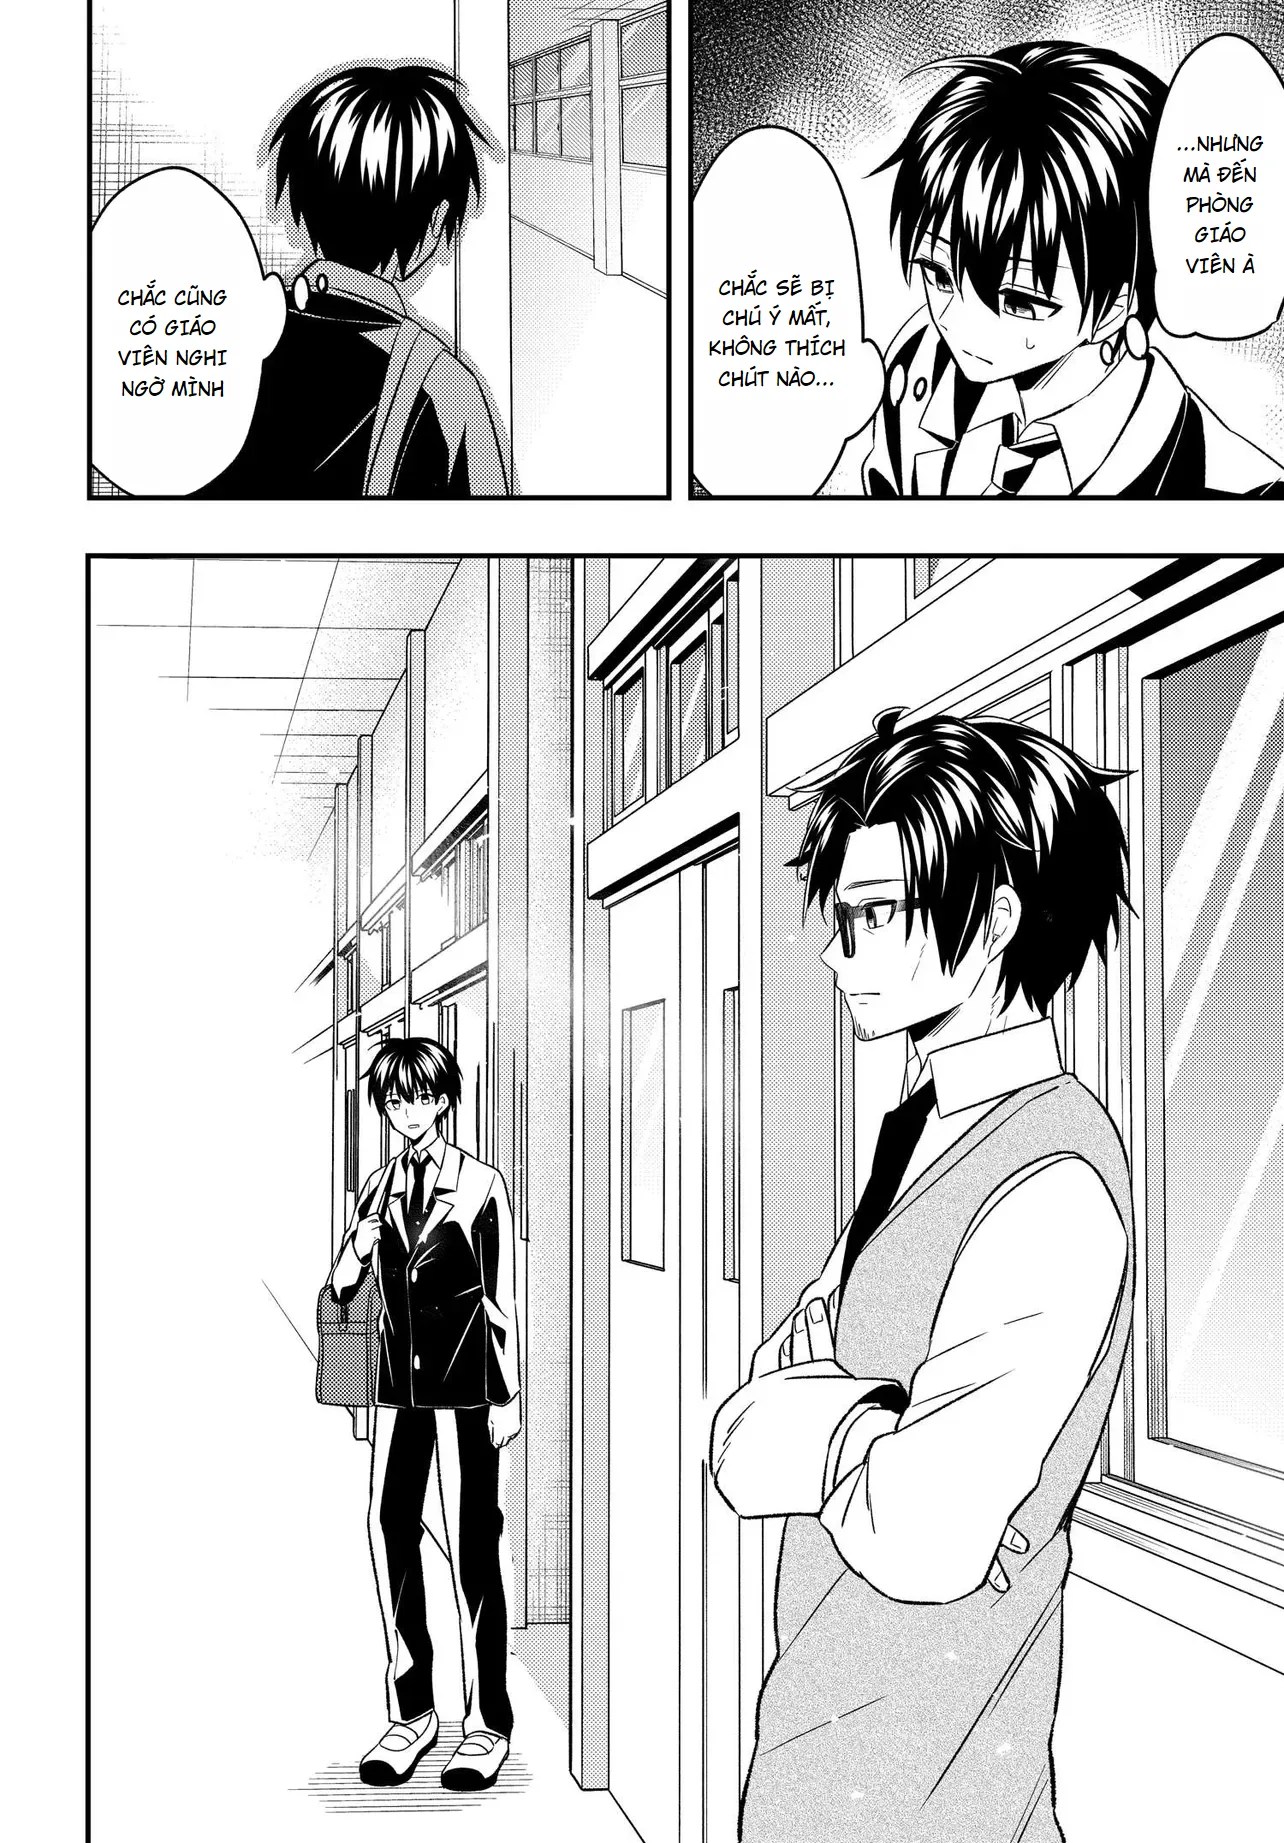 ...NHƯNG
MÀ ĐẾN
PHÒNG
GIÁO
VIÊN À
CHẮC SẼ BỊ
CHÚ Ý MẤT,
KHÔNG THÍCH
CHÚT NÀO...
CHẮC CŨNG
CÓ GIÁO
VIÊN NGHI
NGỜ MÌNH